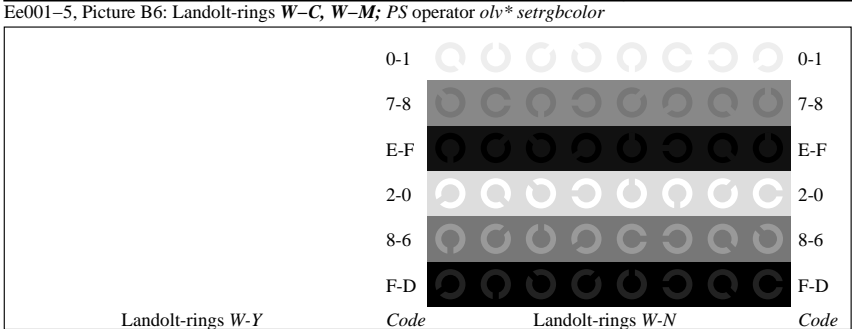 Ee001–5, Picture B6: Landolt-rings W–C, W–M; PS operator olv* setrgbcolor
0-1 0-1
7-8 7-8
E-F E-F
2-0 2-0
8-6 8-6
F-D F-D
Landolt-rings W-Y Code Landolt-rings W-N Code